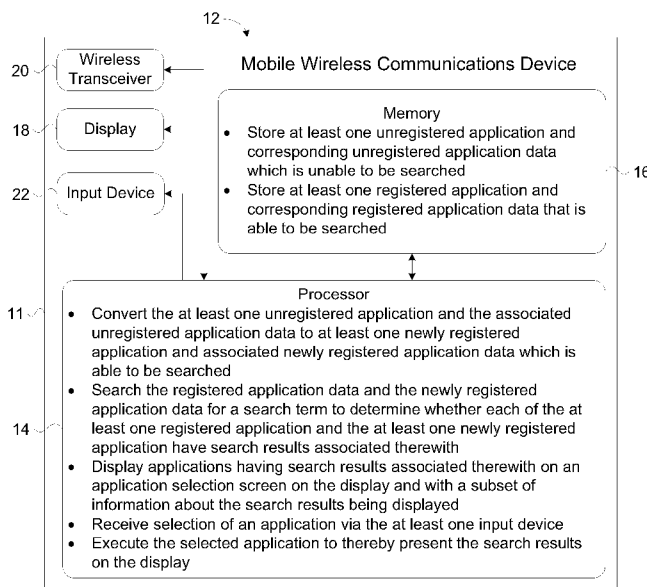 12
20
Wireless
Transceiver
Mobile Wireless Communications Device
18
Display
22
Input Device
Memory
• Store at least one unregistered application and
corresponding unregistered application data
which is unable to be searched
• Store at least one registered application and
corresponding registered application data that is
able to be searched
16
11
14
Processor
• Convert the at least one unregistered application and the associated
unregistered application data to at least one newly registered
application and associated newly registered application data which is
able to be searched
• Search the registered application data and the newly registered
application data for a search term to determine whether each of the at
least one registered application and the at least one newly registered
application have search results associated therewith
• Display applications having search results associated therewith on an
application selection screen on the display and with a subset of
information about the search results being displayed
• Receive selection of an application via the at least one input device
• Execute the selected application to thereby present the search results
on the display